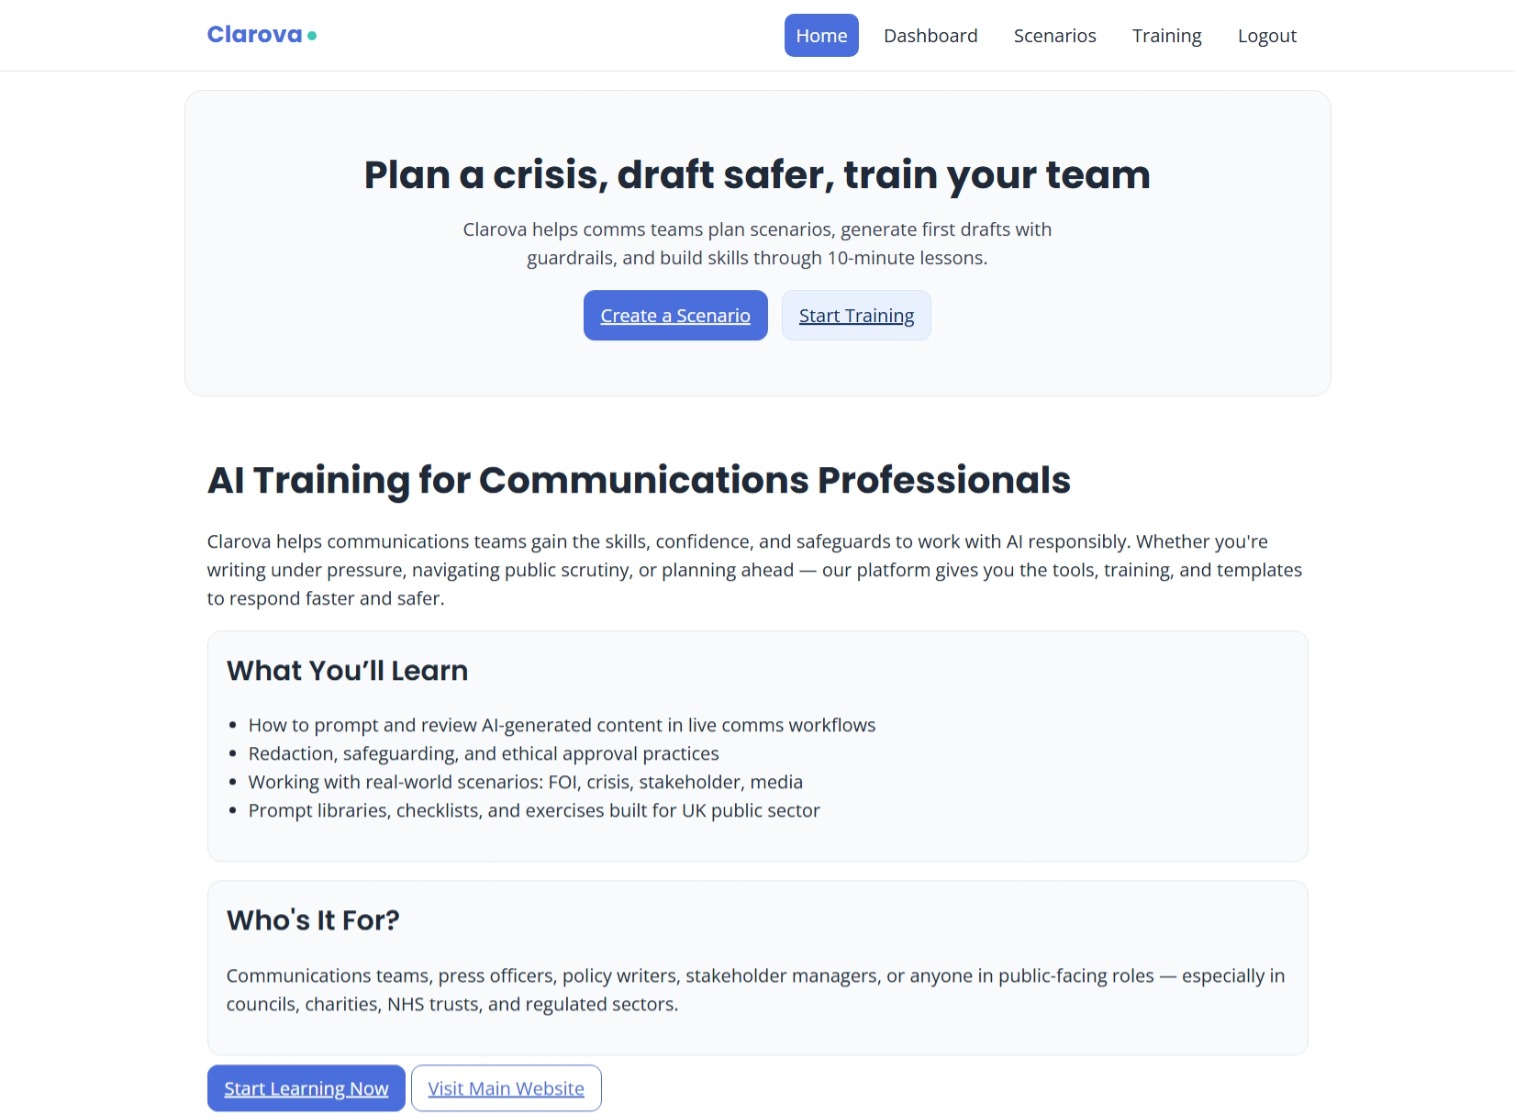 Clarova
Home Dashboard Scenarios Training Logout
Plan a crisis, draft safer, train your team
Clarova helps comms teams plan scenarios, generate first drafts with
guardrails, and build skills through 10-minute lessons.
Create a Scenario Start Training
AI Training for Communications Professionals
Clarova helps communications teams gain the skills, confidence, and safeguards to work with AI responsibly. Whether you're
writing under pressure, navigating public scrutiny, or planning ahead — our platform gives you the tools, training, and templates
to respond faster and safer.
What You’ll Learn
• How to prompt and review AI-generated content in live comms workflows
• Redaction, safeguarding, and ethical approval practices
• Working with real-world scenarios: FOI, crisis, stakeholder, media
• Prompt libraries, checklists, and exercises built for UK public sector
Who's It For?
Communications teams, press officers, policy writers, stakeholder managers, or anyone in public-facing roles — especially in
councils, charities, NHS trusts, and regulated sectors.
Start Learning Now Visit Main Website